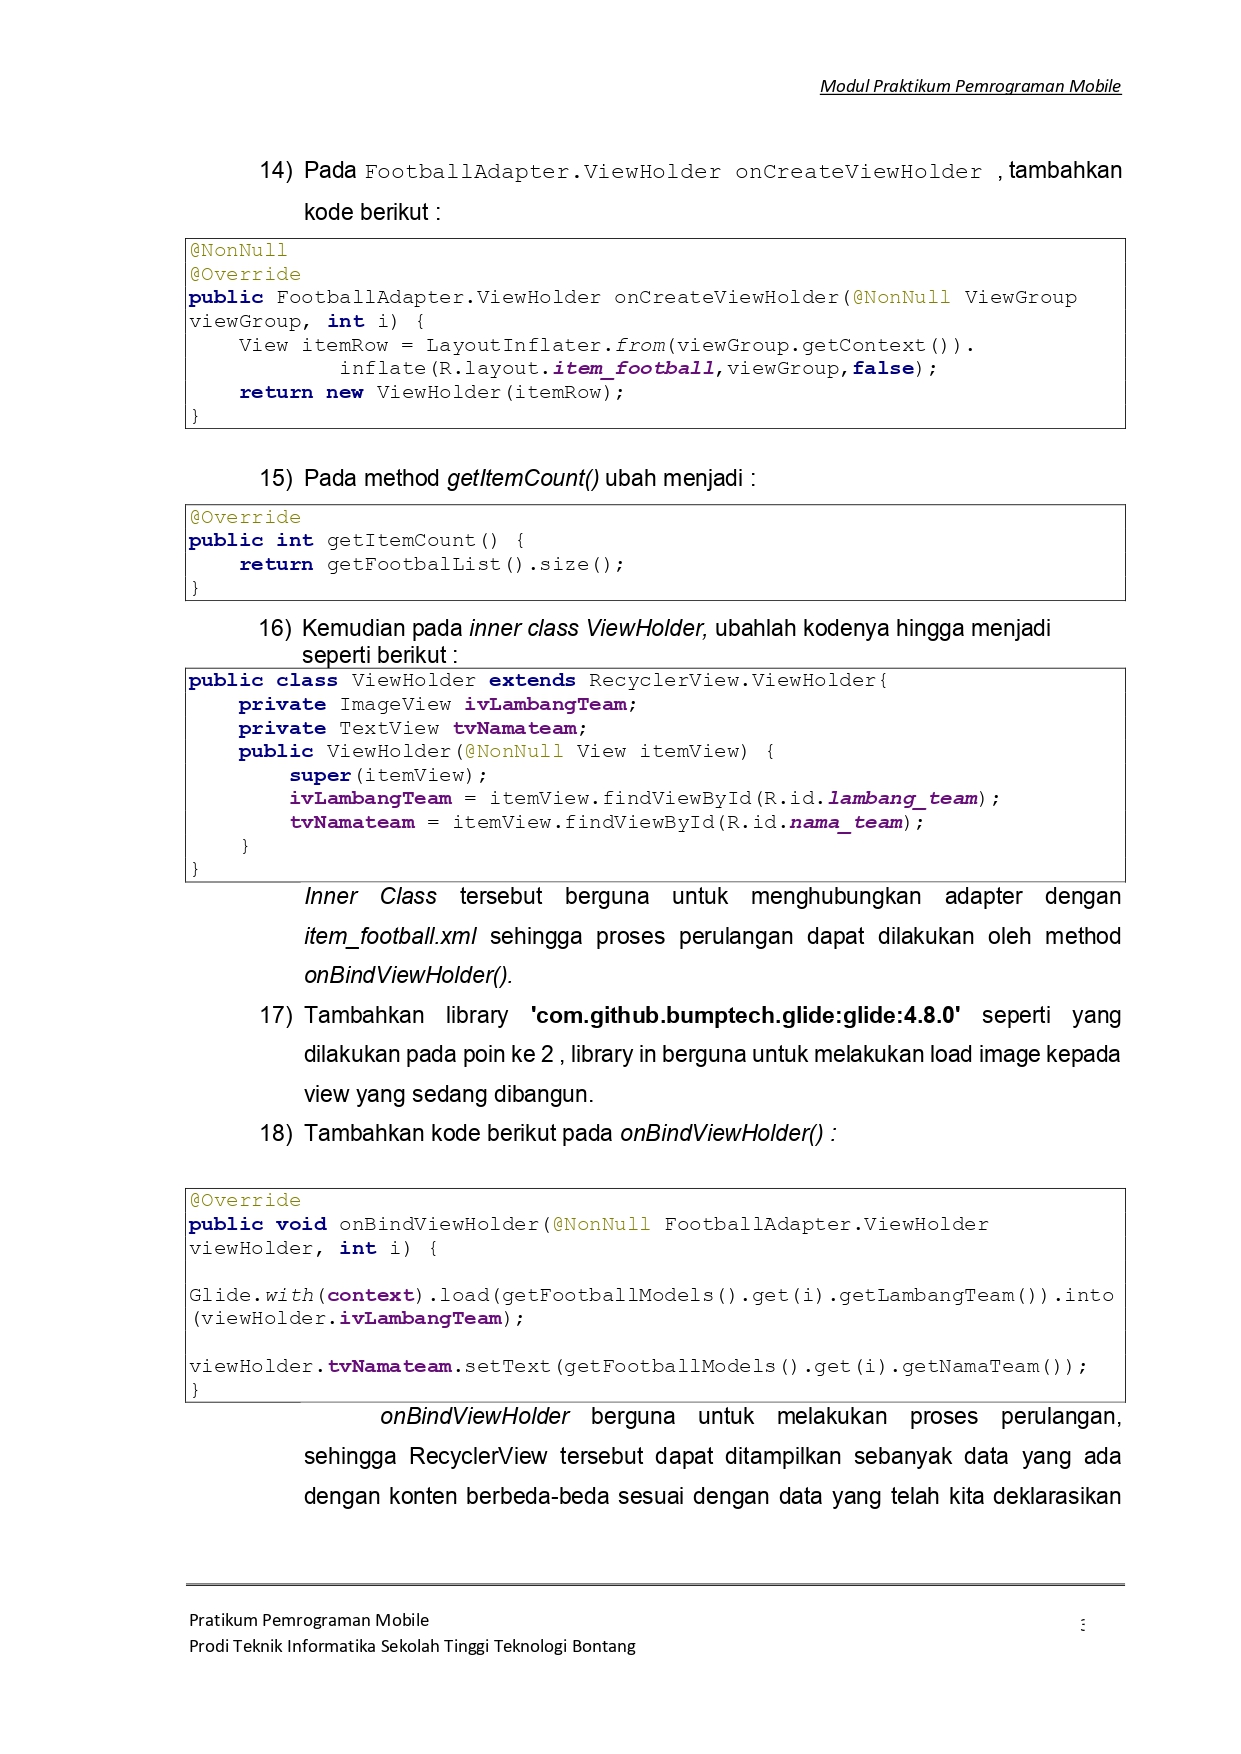 Modul Praktikum Pemrograman Mobile
14) Pada FootballAdapter.ViewHolder onCreateViewHolder , tambahkan
kode berikut :
@NonNull
@Override
public FootballAdapter.ViewHolder onCreateViewHolder(@NonNull ViewGroup
viewGroup, int i) {
    View itemRow = LayoutInflater.from(viewGroup.getContext()).
            inflate(R.layout.item_football,viewGroup,false);
    return new ViewHolder(itemRow);
}
15) Pada method getItemCount() ubah menjadi :
@Override
public int getItemCount() {
    return getFootbalList().size();
}
16) Kemudian pada inner class ViewHolder, ubahlah kodenya hingga menjadi
seperti berikut :
public class ViewHolder extends RecyclerView.ViewHolder{
    private ImageView ivLambangTeam;
    private TextView tvNamateam;
    public ViewHolder(@NonNull View itemView) {
        super(itemView);
        ivLambangTeam = itemView.findViewById(R.id.lambang_team);
        tvNamateam = itemView.findViewById(R.id.nama_team);
    }
}
Inner Class tersebut berguna untuk menghubungkan adapter dengan
item_football.xml sehingga proses perulangan dapat dilakukan oleh method
onBindViewHolder().
17) Tambahkan library 'com.github.bumptech.glide:glide:4.8.0' seperti yang
dilakukan pada poin ke 2 , library in berguna untuk melakukan load image kepada
view yang sedang dibangun.
18) Tambahkan kode berikut pada onBindViewHolder() :
@Override
public void onBindViewHolder(@NonNull FootballAdapter.ViewHolder
viewHolder, int i) {
Glide.with(context).load(getFootballModels().get(i).getLambangTeam()).into
(viewHolder.ivLambangTeam);
viewHolder.tvNamateam.setText(getFootballModels().get(i).getNamaTeam());
}
onBindViewHolder berguna untuk melakukan proses perulangan,
sehingga RecyclerView tersebut dapat ditampilkan sebanyak data yang ada
dengan konten berbeda-beda sesuai dengan data yang telah kita deklarasikan
Pratikum Pemrograman Mobile
Prodi Teknik Informatika Sekolah Tinggi Teknologi Bontang